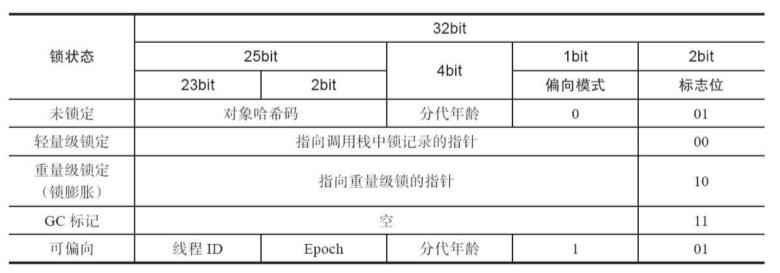 锁状态
32bit
25bit
4bit
1bit
2bit
23bit
2bit
偏向模式
标志位
未锁定
对象哈希码
分代年龄
0
01
轻量级锁定
指向调用栈中锁记录的指针
00
重量级锁定
（锁膨胀）
指向重量级锁的指针
10
GC 标记
空
11
可偏向
线程 ID
Epoch
分代年龄
1
01